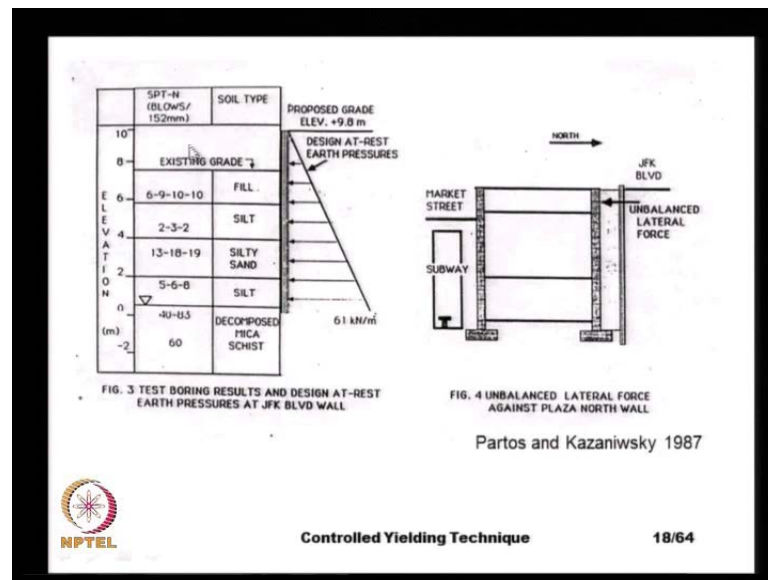 SPT-N
(BLOWS/
152mm)
SOIL TYPE
PROPOSED GRADE
ELEV. +9.8 m
DESIGN AT-REST
EARTH PRESSURES
ELEVATION
(m)
10
8
6
4
2
0
-2
EXISTING GRADE
6-9-10-10
FILL
2-3-2
SILT
13-18-19
SILTY
SAND
5-6-8
SILT
40-83
60
DECOMPOSED
MICA
SCHIST
61 kN/m
FIG. 3 TEST BORING RESULTS AND DESIGN AT-REST
EARTH PRESSURES AT JFK BLVD WALL
NORTH
MARKET
STREET
JFK
BLVD
UNBALANCED
LATERAL
FORCE
SUBWAY
FIG. 4 UNBALANCED LATERAL FORCE
AGAINST PLAZA NORTH WALL
Partos and Kazaniwsky 1987
NPTEL
Controlled Yielding Technique
18/64